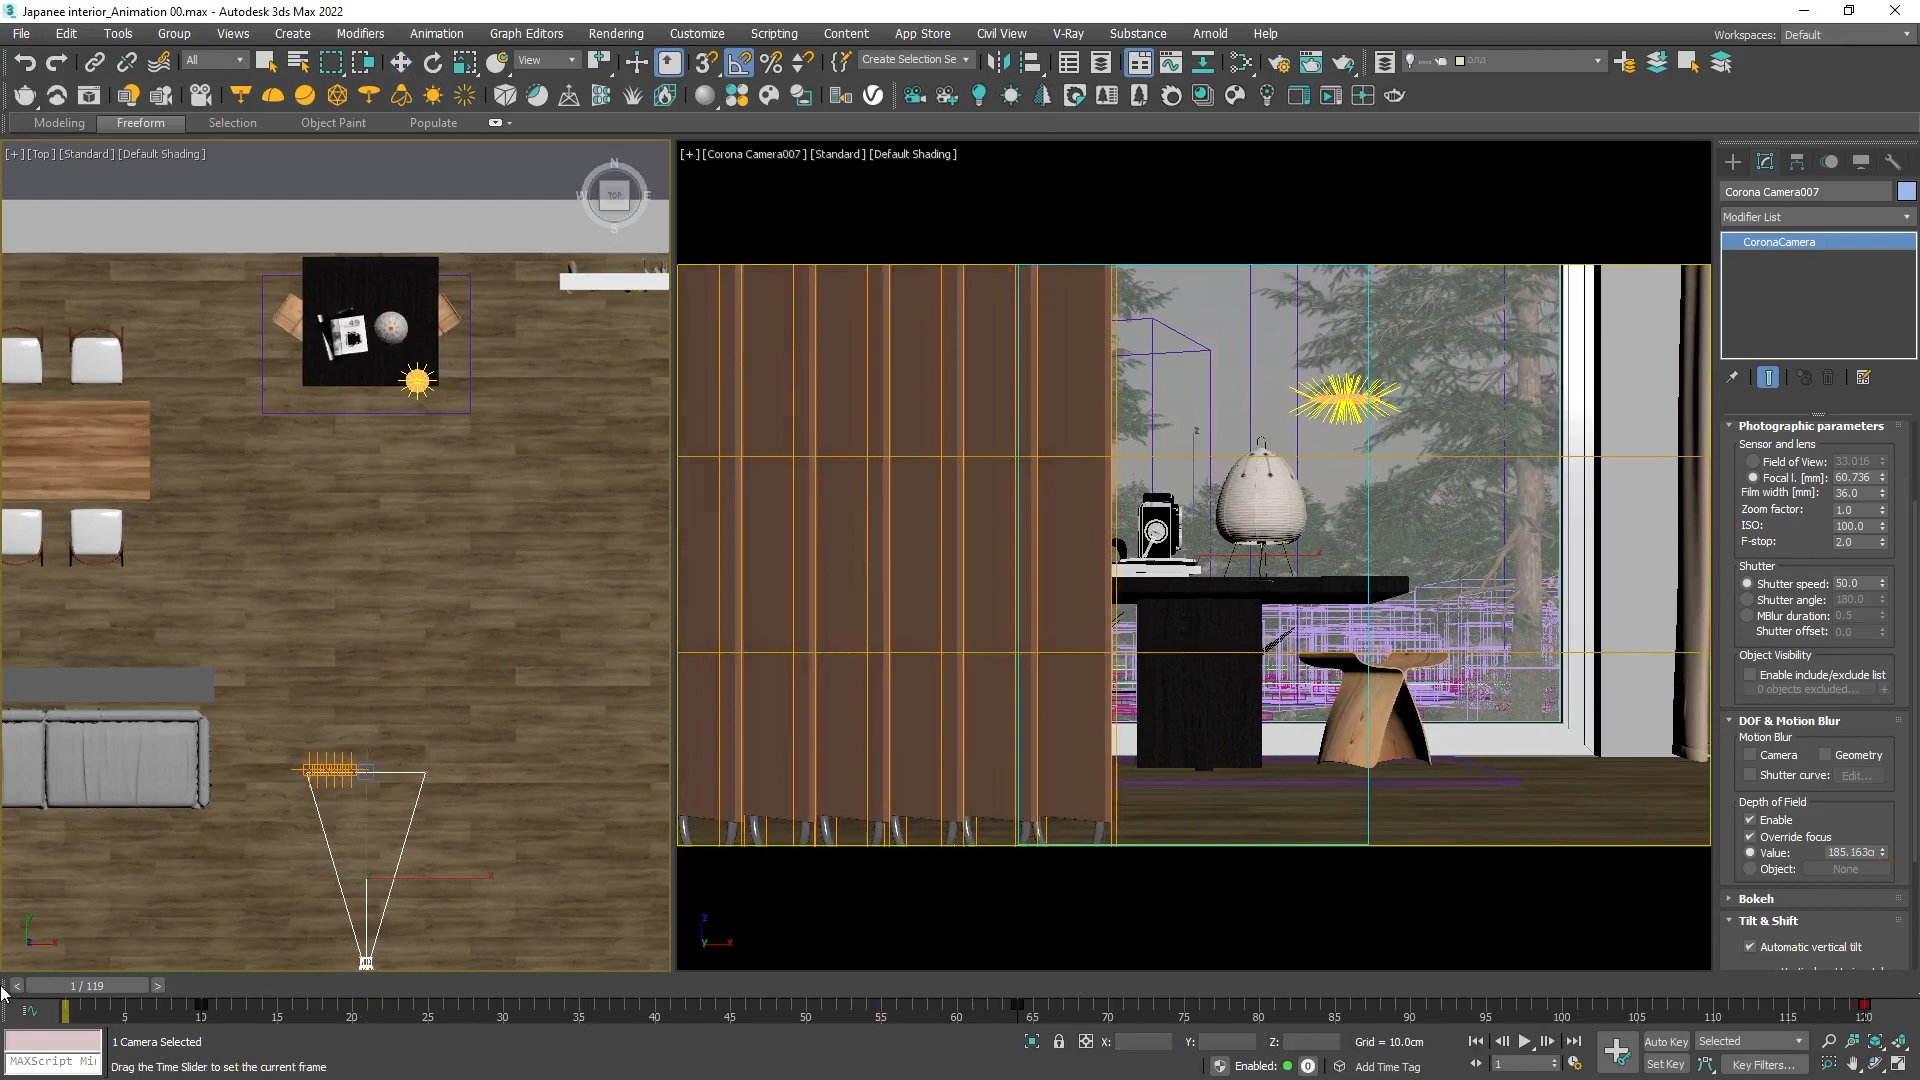 Japanee interior_Animation 00.max - Autodesk 3ds Max 2022
File Edit Tools Group Views Create Modifiers Animation Graph Editors Rendering Customize Scripting Content App Store Civil View V-Ray Substance Arnold Help
Workspaces: Default
All View Create Selection Se
Modeling Freeform Selection Object Paint Populate
[+] [Top] [Standard] [Default Shading]
N
W TOP E
S
[+] [Corona Camera007] [Standard] [Default Shading]
Corona Camera007
Modifier List
CoronaCamera
Photographic parameters
Sensor and lens
Field of View: 33.016
Focal l. [mm]: 60.736
Film width [mm]: 36.0
Zoom factor: 1.0
ISO: 100.0
F-stop: 2.0
Shutter
Shutter speed: 50.0
Shutter angle: 180.0
MBlur duration: 0.5
Shutter offset: 0.0
Object Visibility
Enable include/exclude list
0 objects excluded... +
DOF & Motion Blur
Motion Blur
Camera Geometry
Shutter curve: Edit...
Depth of Field
Enable
Override focus
Value: 185.163c
Object: None
Bokeh
Tilt & Shift
Automatic vertical tilt
49
z
x
x
y
z x
z
y x
< 1 / 119 >
5 10 15 20 25 30 35 40 45 50 55 60 65 70 75 80 85 90 95 100 105 110 115 120
1 Camera Selected
MAXScript Mi
Drag the Time Slider to set the current frame
X: Y: Z: Grid = 10.0cm
Enabled: 0 Add Time Tag
1
Auto Key Selected
Set Key Key Filters...